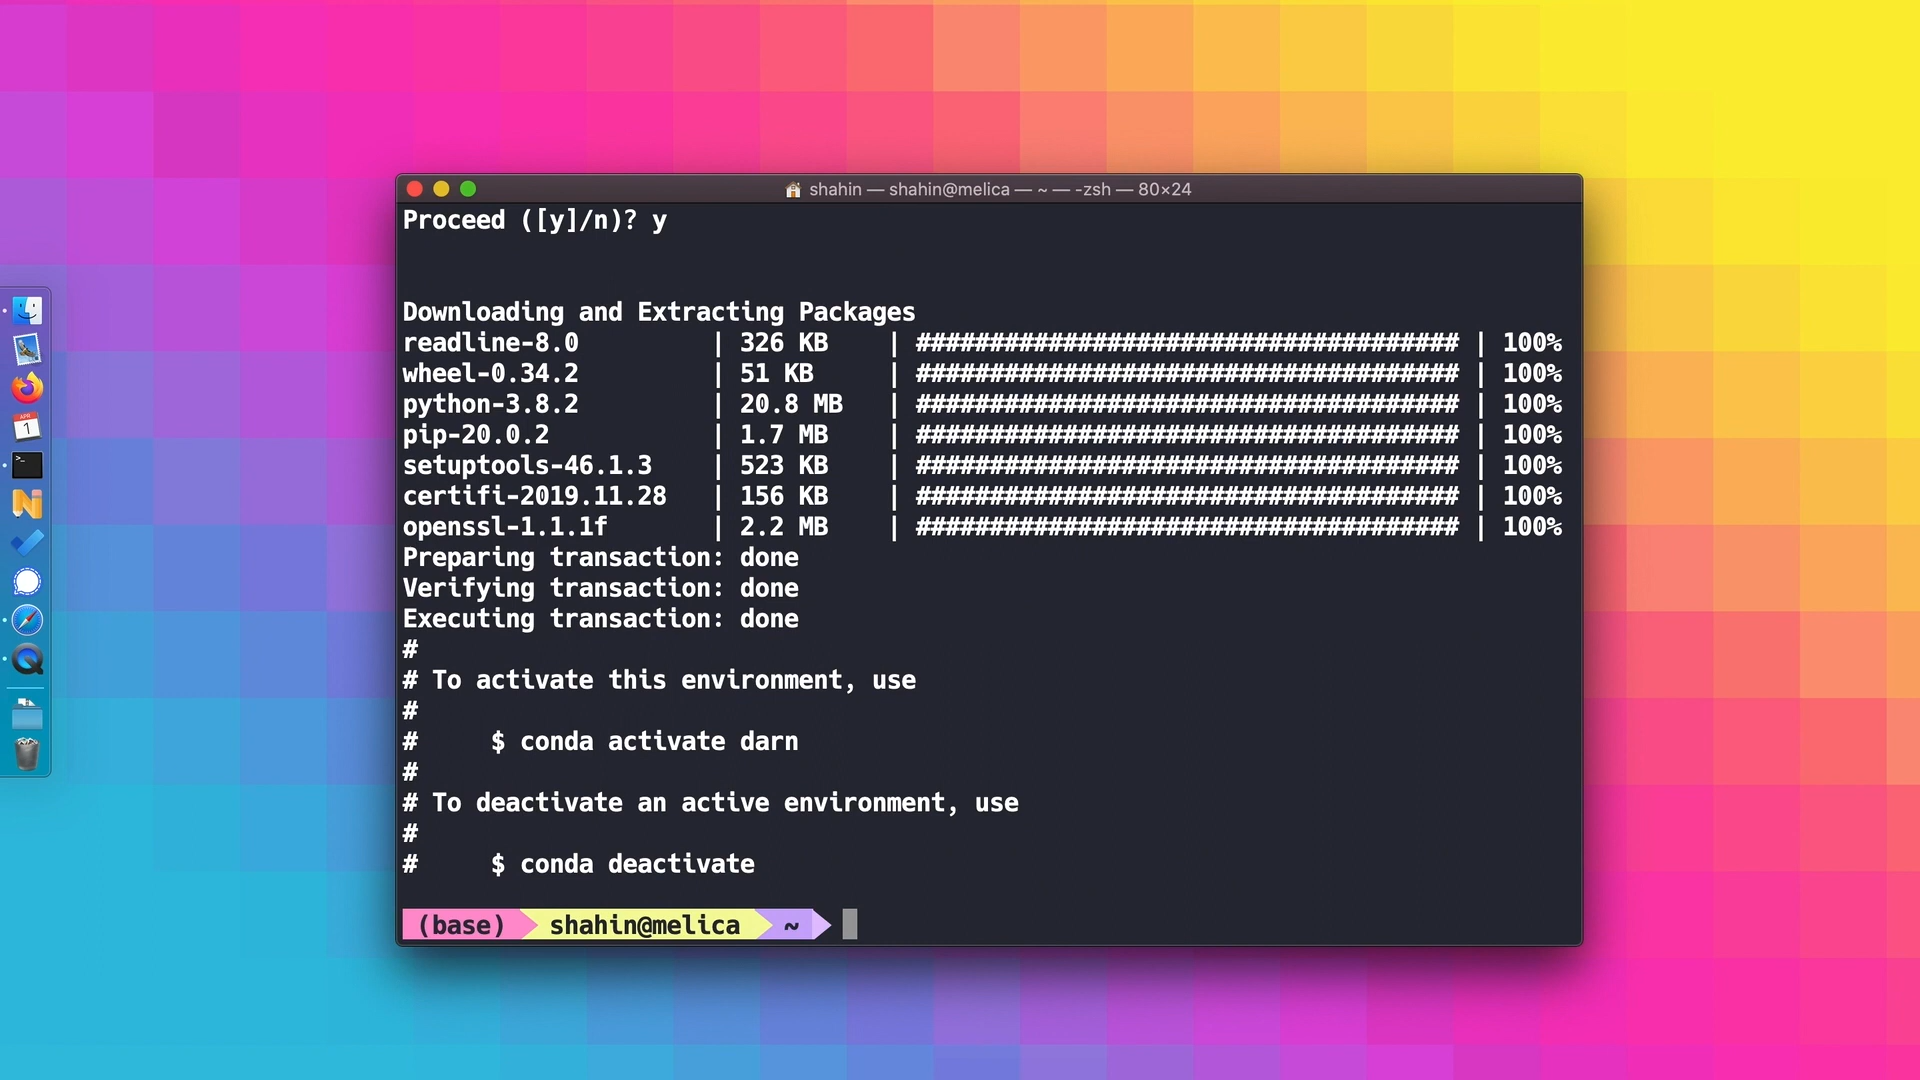 shahin — shahin@melica — ~ — -zsh — 80×24
Proceed ([y]/n)? y
Downloading and Extracting Packages
readline-8.0         | 326 KB    | ##################################### | 100%
wheel-0.34.2         | 51 KB     | ##################################### | 100%
python-3.8.2         | 20.8 MB   | ##################################### | 100%
pip-20.0.2           | 1.7 MB    | ##################################### | 100%
setuptools-46.1.3    | 523 KB    | ##################################### | 100%
certifi-2019.11.28   | 156 KB    | ##################################### | 100%
openssl-1.1.1f       | 2.2 MB    | ##################################### | 100%
Preparing transaction: done
Verifying transaction: done
Executing transaction: done
#
# To activate this environment, use
#
#     $ conda activate darn
#
# To deactivate an active environment, use
#
#     $ conda deactivate
(base) shahin@melica ~
APR
1
>_
N